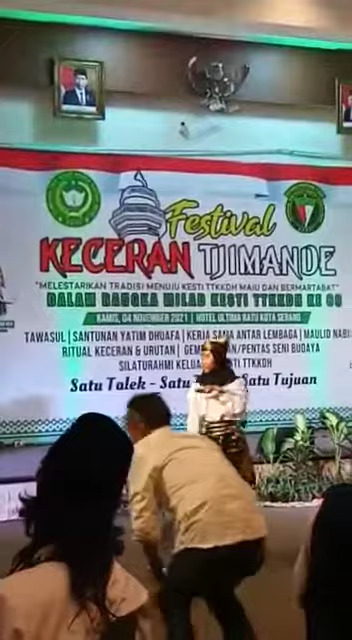 Festival
KECERAN TJIMANDE
"MELESTARIKAN TRADISI MENUJU KESTI TTKKDH MAJU DAN BERMARTABAT"
DALAM RANGKA MILAD KESTI TTKKDH KE
KAMIS, 04 NOVEMBER 2021 HOTEL ULTIMA RATU KOTA SERANG
TAWASUL | SANTUNAN YATIM DHUAFA | KERJA SAMA ANTAR LEMBAGA | MAULID NABI
RITUAL KECERAN & URUTAN | PENTAS SENI BUDAYA
SILATURAHMI TTKKDH
Satu Talek - Satu Satu Tujuan